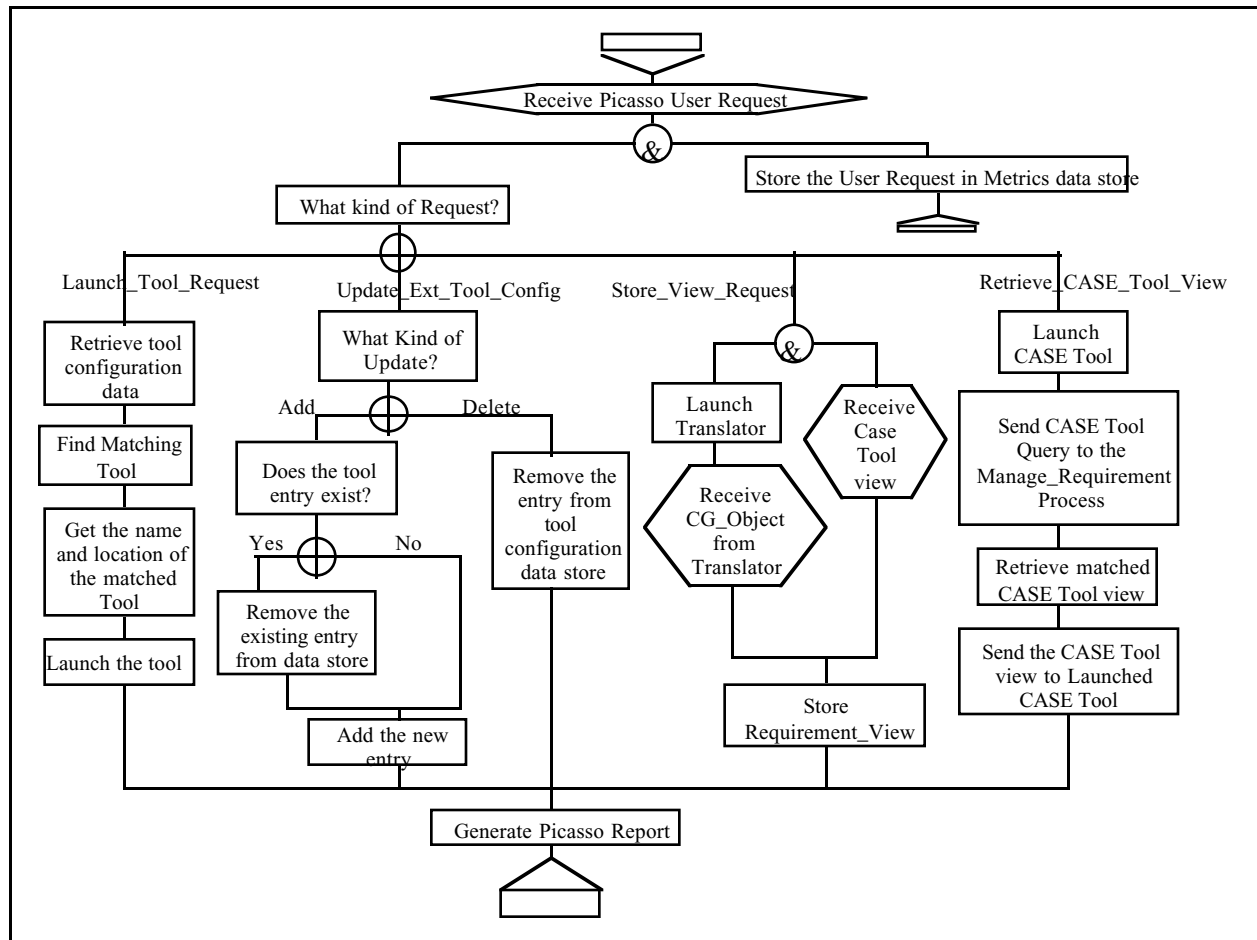 Receive Picasso User Request
&
Store the User Request in Metrics data store
What kind of Request?
Launch_Tool_Request
Update_Ext_Tool_Config
Store_View_Request
Retrieve_CASE_Tool_View
Retrieve tool
configuration
data
Find Matching
Tool
Get the name
and location of
the matched
Tool
Launch the tool
What Kind of
Update?
Add
Delete
Does the tool
entry exist?
Yes
No
Remove the
existing entry
from data store
Add the new
entry
Remove the
entry from
tool
configuration
data store
&
Launch
Translator
Receive
CG_Object
from
Translator
Receive
Case
Tool
view
Store
Requirement_View
Launch
CASE Tool
Send CASE Tool
Query to the
Manage_Requirement
Process
Retrieve matched
CASE Tool view
Send the CASE Tool
view to Launched
CASE Tool
Generate Picasso Report